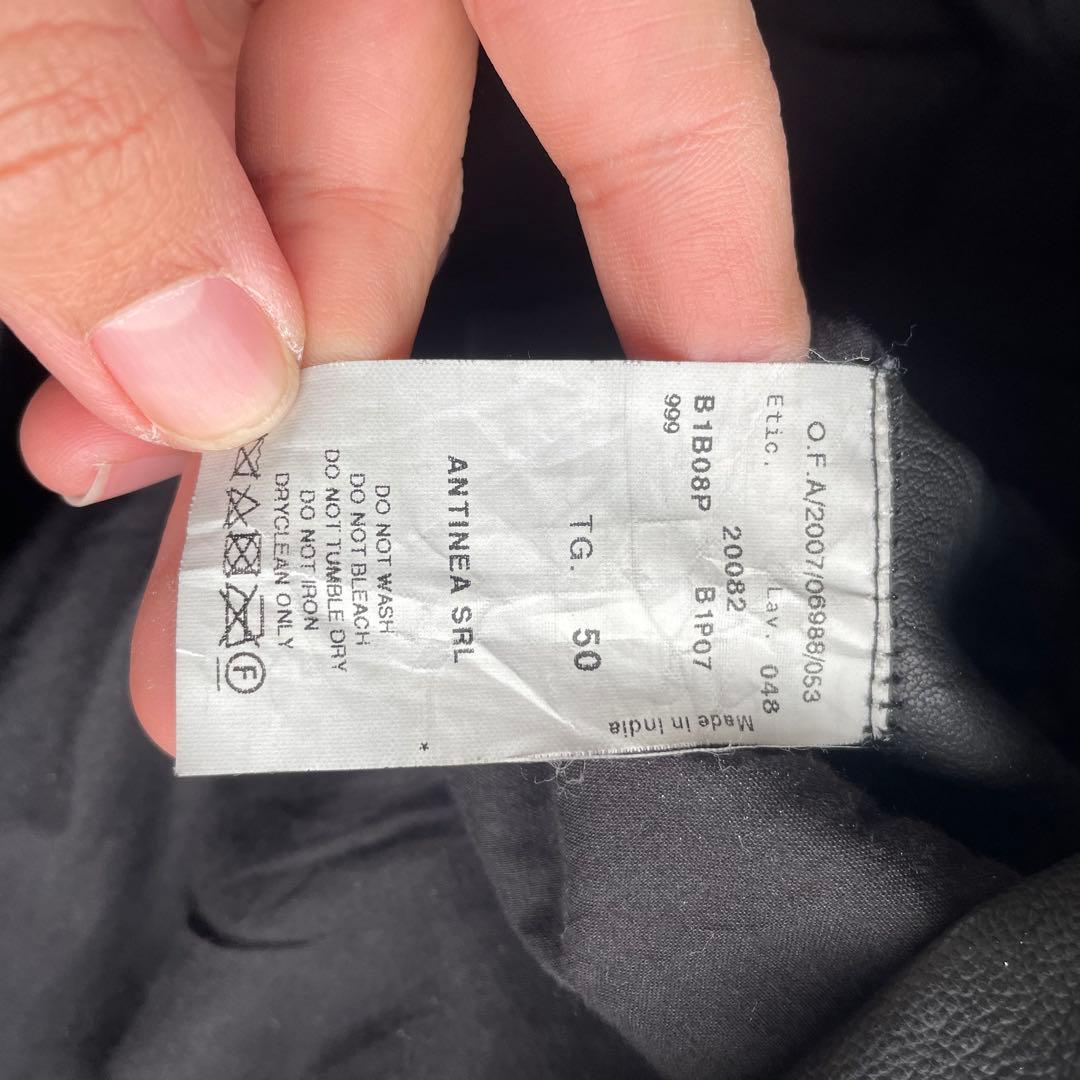 O.F.A/2007/06988/053
Etic. Lav. 048
20082
B1B08P B1P07
999
Made in India
TG. 50
ANTINEA SRL
*
DO NOT WASH
DO NOT BLEACH
DO NOT TUMBLE DRY
DO NOT IRON
DRYCLEAN ONLY
F